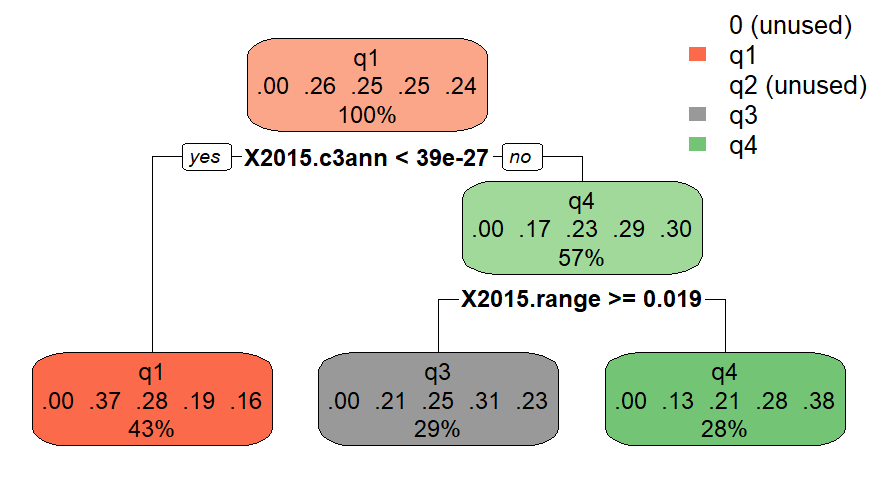 0 (unused)
q1
q2 (unused)
q3
q4
q1
.00 .26 .25 .25 .24
100%
yes X2015.c3ann < 39e-27 no
q4
.00 .17 .23 .29 .30
57%
X2015.range >= 0.019
q1
.00 .37 .28 .19 .16
43%
q3
.00 .21 .25 .31 .23
29%
q4
.00 .13 .21 .28 .38
28%